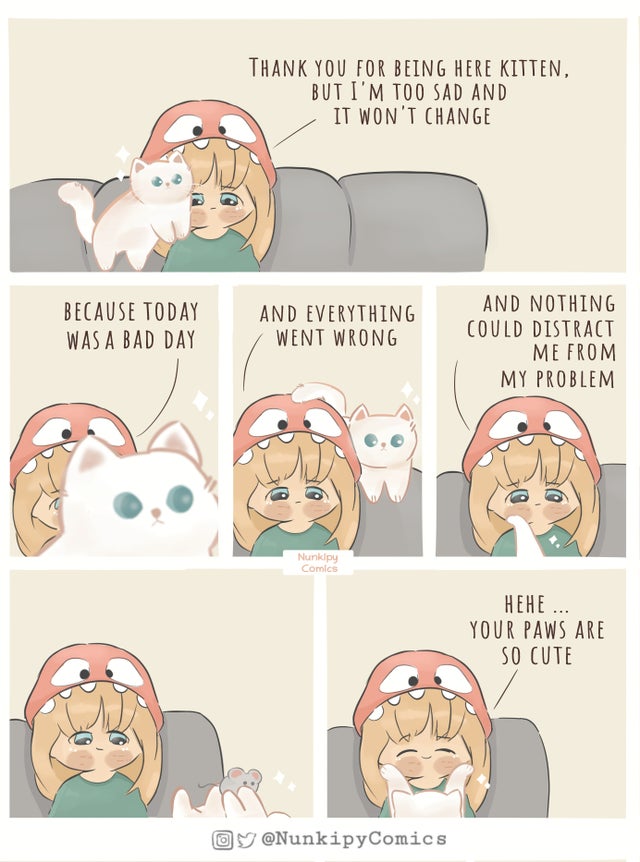 THANK YOU FOR BEING HERE KITTEN,
BUT I'M TOO SAD AND
IT WON'T CHANGE
BECAUSE TODAY
WAS A BAD DAY
AND EVERYTHING
WENT WRONG
AND NOTHING
COULD DISTRACT
ME FROM
MY PROBLEM
Nunkipy
Comics
HEHE ...
YOUR PAWS ARE
SO CUTE
@NunkipyComics